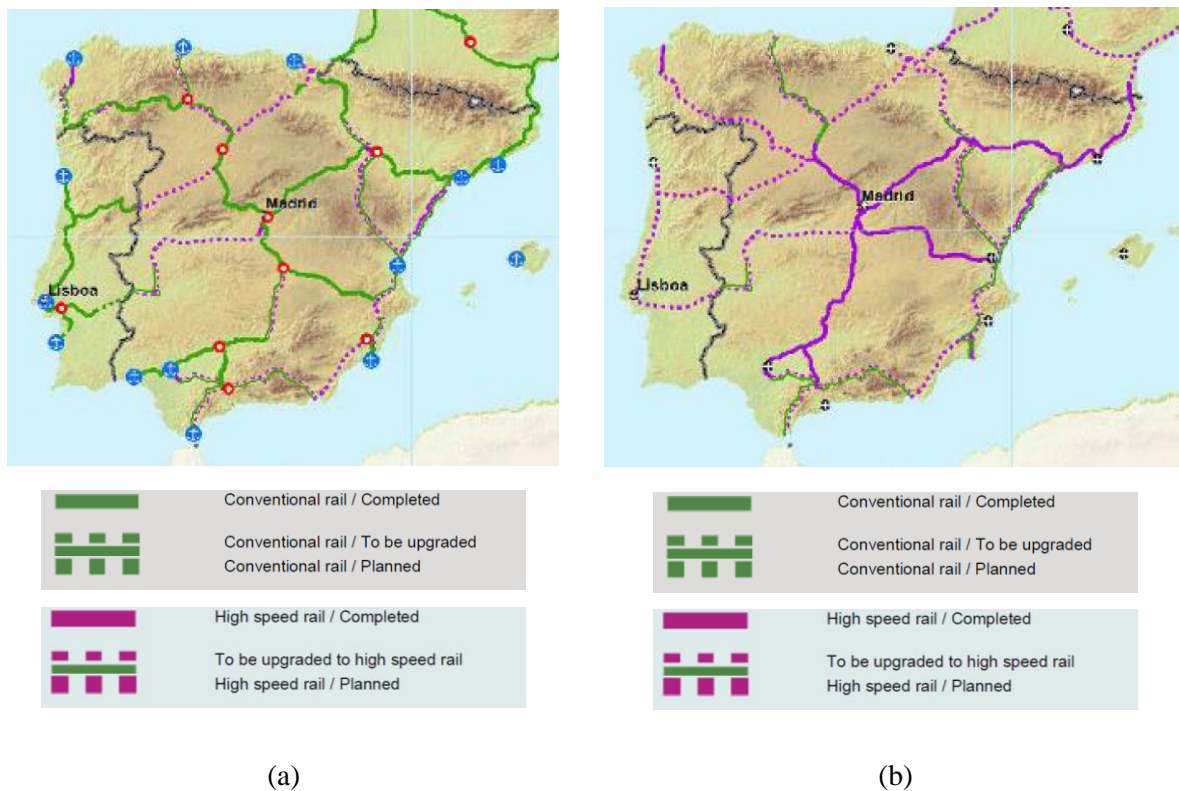 Madrid
Lisboa
Conventional rail / Completed
Conventional rail / To be upgraded
Conventional rail / Planned
High speed rail / Completed
To be upgraded to high speed rail
High speed rail / Planned
(a)
Madrid
Lisboa
Conventional rail / Completed
Conventional rail / To be upgraded
Conventional rail / Planned
High speed rail / Completed
To be upgraded to high speed rail
High speed rail / Planned
(b)